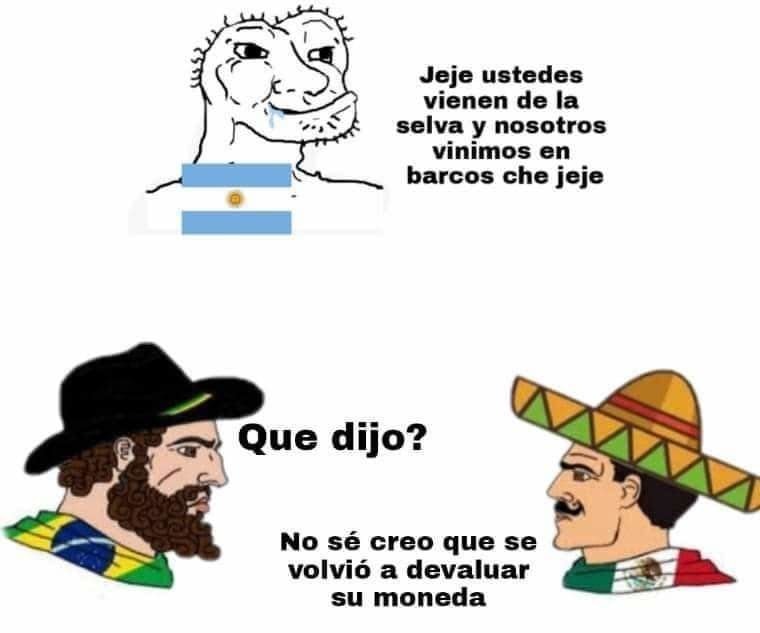 Jeje ustedes
vienen de la
selva y nosotros
vinimos en
barcos che jeje
Que dijo?
No sé creo que se
volvió a devaluar
su moneda